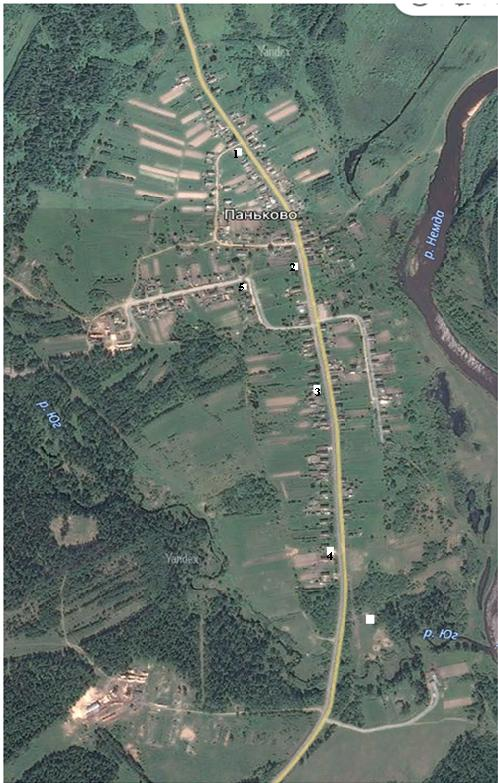 Yandex
1
Паньково
р. Немда
2
5
3
р. Юг
Yandex
4
р. Юг